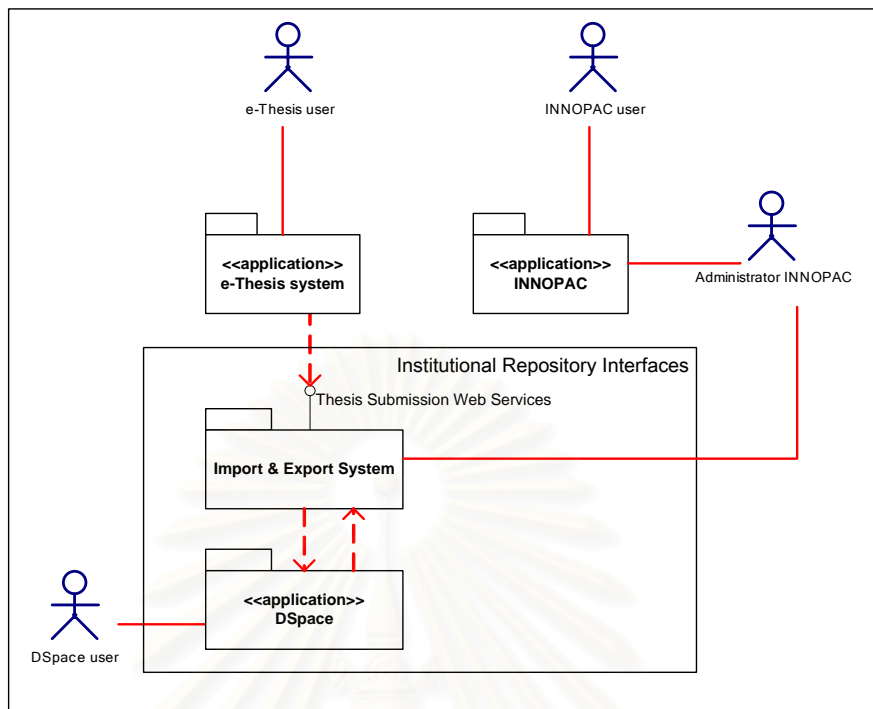 e-Thesis user
INNOPAC user
<<application>>
e-Thesis system
<<application>>
INNOPAC
Administrator INNOPAC
Institutional Repository Interfaces
Thesis Submission Web Services
Import & Export System
<<application>>
DSpace
DSpace user